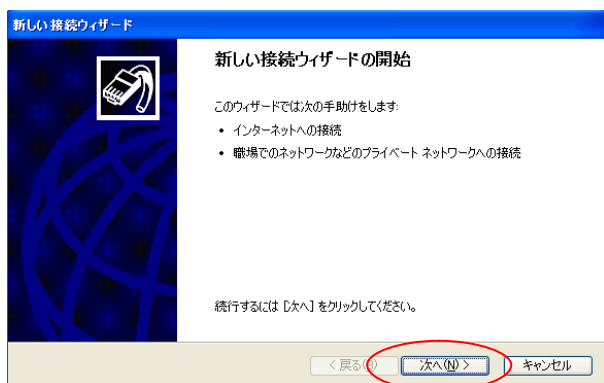 新しい接続ウィザード
新しい接続ウィザードの開始
このウィザードでは次の手助けをします:
• インターネットへの接続
• 職場でのネットワークなどのプライベート ネットワークへの接続
続行するには [次へ] をクリックしてください。
< 戻る(B) 次へ(N) > キャンセル